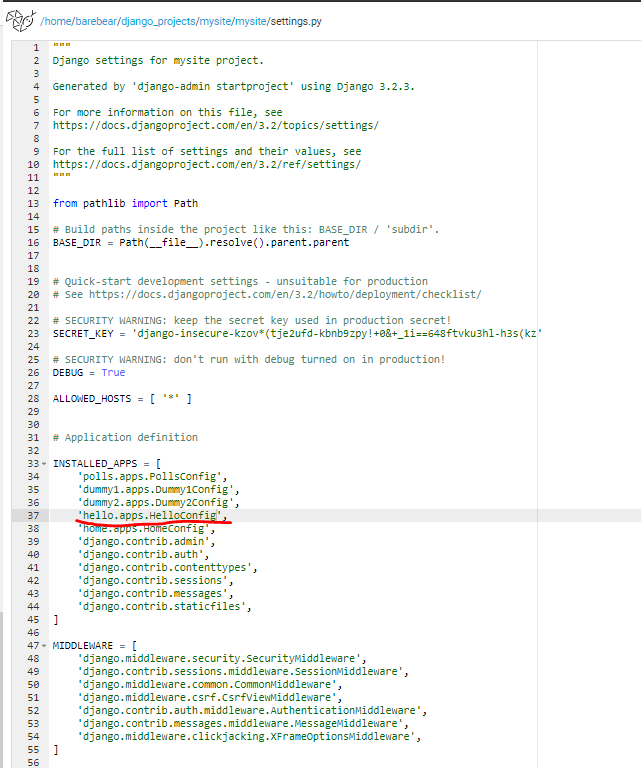 /home/barebear/django_projects/mysite/mysite/settings.py
1 """
2 Django settings for mysite project.
3
4 Generated by 'django-admin startproject' using Django 3.2.3.
5
6 For more information on this file, see
7 https://docs.djangoproject.com/en/3.2/topics/settings/
8
9 For the full list of settings and their values, see
10 https://docs.djangoproject.com/en/3.2/ref/settings/
11 """
12
13 from pathlib import Path
14
15 # Build paths inside the project like this: BASE_DIR / 'subdir'.
16 BASE_DIR = Path(__file__).resolve().parent.parent
17
18
19 # Quick-start development settings - unsuitable for production
20 # See https://docs.djangoproject.com/en/3.2/howto/deployment/checklist/
21
22 # SECURITY WARNING: keep the secret key used in production secret!
23 SECRET_KEY = 'django-insecure-kzov*(tje2ufd-kbnb9zpy!+0&+_1i==648ftvku3hl-h3s(kz'
24
25 # SECURITY WARNING: don't run with debug turned on in production!
26 DEBUG = True
27
28 ALLOWED_HOSTS = [ '*' ]
29
30
31 # Application definition
32
33 INSTALLED_APPS = [
34 'polls.apps.PollsConfig',
35 'dummy1.apps.Dummy1Config',
36 'dummy2.apps.Dummy2Config',
37 'hello.apps.HelloConfig',
38 'home.apps.HomeConfig',
39 'django.contrib.admin',
40 'django.contrib.auth',
41 'django.contrib.contenttypes',
42 'django.contrib.sessions',
43 'django.contrib.messages',
44 'django.contrib.staticfiles',
45 ]
46
47 MIDDLEWARE = [
48 'django.middleware.security.SecurityMiddleware',
49 'django.contrib.sessions.middleware.SessionMiddleware',
50 'django.middleware.common.CommonMiddleware',
51 'django.middleware.csrf.CsrfViewMiddleware',
52 'django.contrib.auth.middleware.AuthenticationMiddleware',
53 'django.contrib.messages.middleware.MessageMiddleware',
54 'django.middleware.clickjacking.XFrameOptionsMiddleware',
55 ]
56